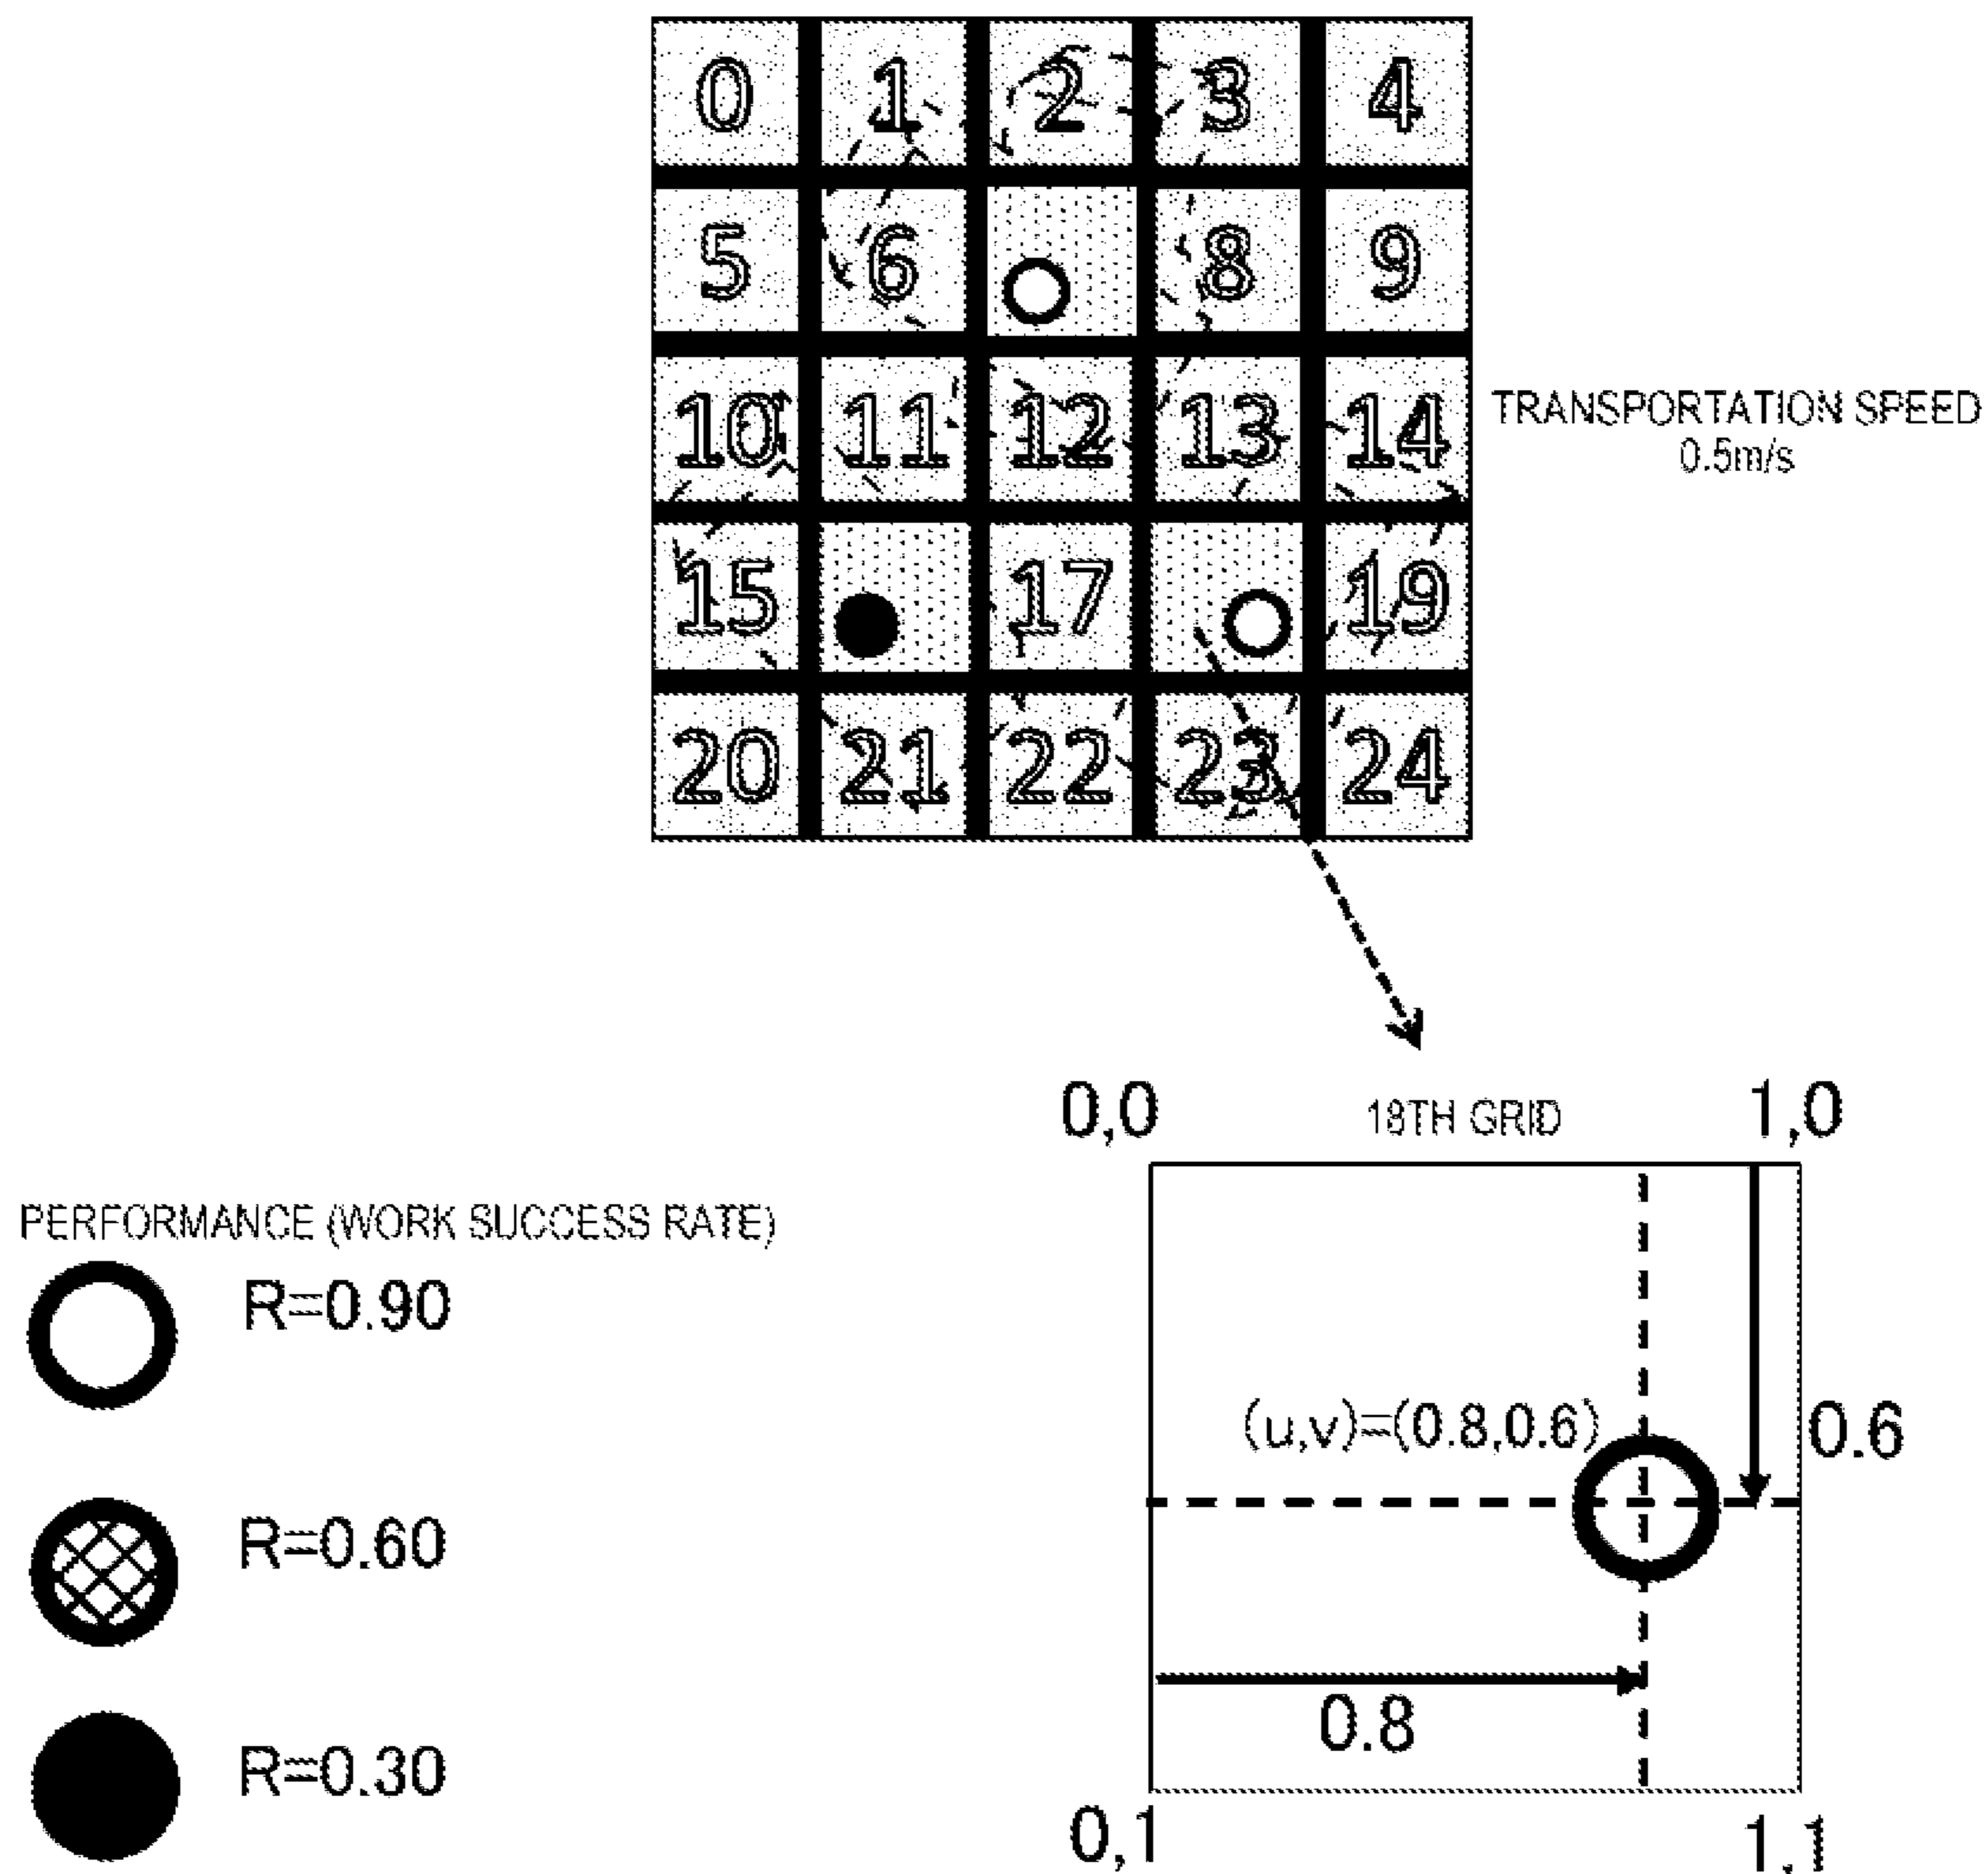 0 1 2 3 4
5 6 8 9
10 11 12 13 14
TRANSPORTATION SPEED
0.5m/s
15 17 19
20 21 22 23 24
0,0 18TH GRID 1,0
PERFORMANCE (WORK SUCCESS RATE)
R=0.90
(u,v)=(0.8,0.6)
0.6
R=0.60
0.8
R=0.30
0,1 1,1